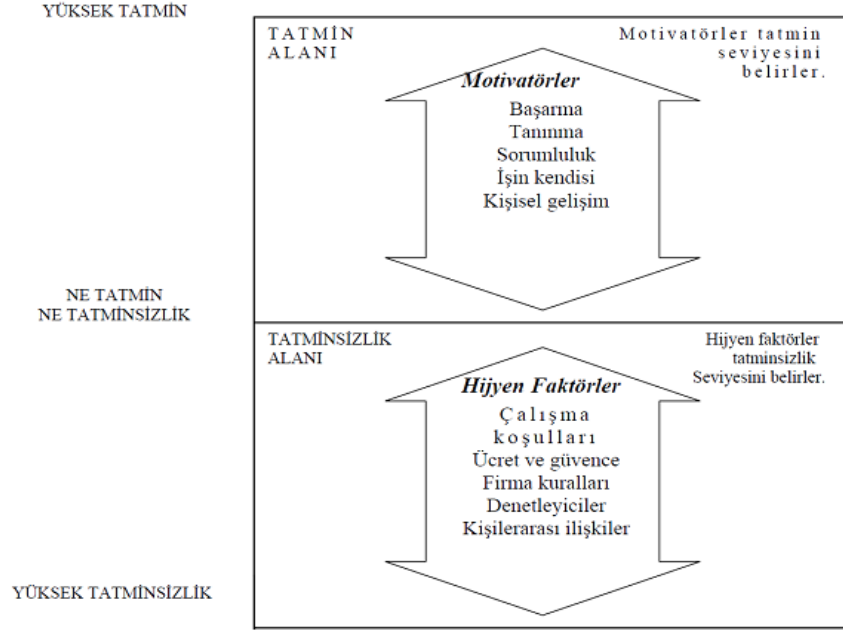 YÜKSEK TATMİN
TATMİN
ALANI
Motivatörler tatmin
seviyesini
belirler.
Motivatörler
Başarma
Tanınma
Sorumluluk
İşin kendisi
Kişisel gelişim
NE TATMİN
NE TATMİNSİZLİK
TATMİNSİZLİK
ALANI
Hijyen faktörler
tatminsizlik
Seviyesini belirler.
Hijyen Faktörler
Çalışma
koşulları
Ücret ve güvence
Firma kuralları
Denetleyiciler
Kişilerarası ilişkiler
YÜKSEK TATMİNSİZLİK